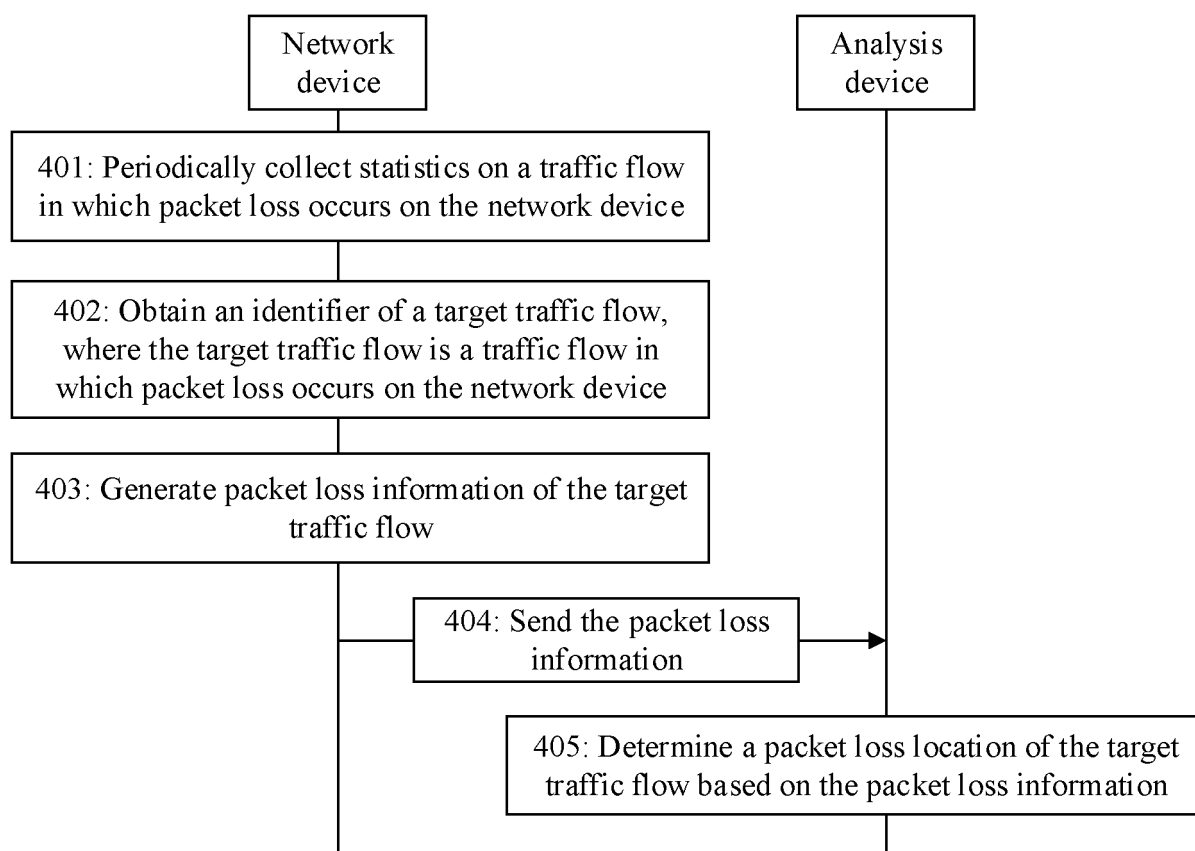 Network
device
Analysis
device
401: Periodically collect statistics on a traffic flow
in which packet loss occurs on the network device
402: Obtain an identifier of a target traffic flow,
where the target traffic flow is a traffic flow in
which packet loss occurs on the network device
403: Generate packet loss information of the target
traffic flow
404: Send the packet loss
information
405: Determine a packet loss location of the target
traffic flow based on the packet loss information